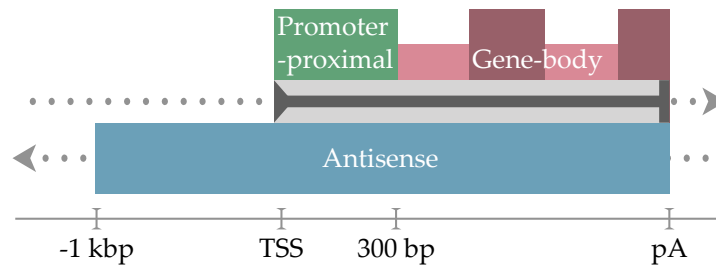 Promoter
-proximal
Gene-body
Antisense
-1 kbp
TSS
300 bp
pA